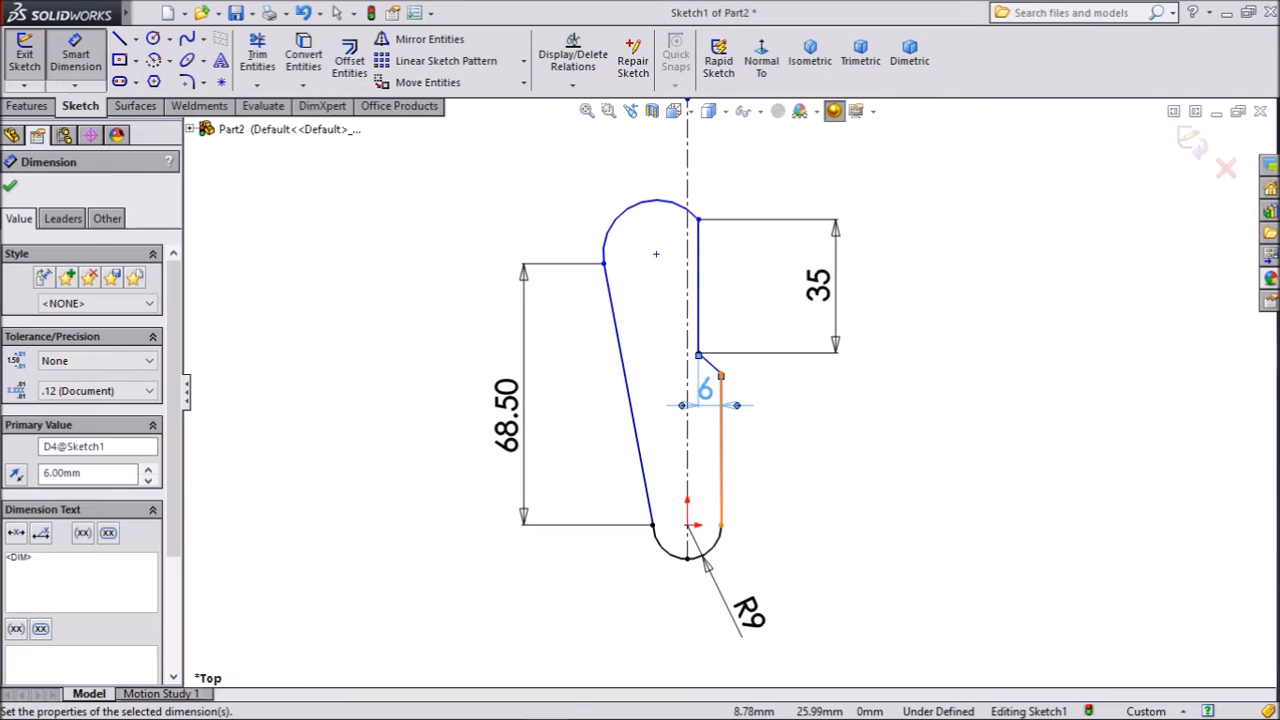 SOLIDWORKS
Sketch1 of Part2 *
Search files and models
?
Exit Sketch
Smart Dimension
Trim Entities
Convert Entities
Offset Entities
Mirror Entities
Linear Sketch Pattern
Move Entities
Display/Delete Relations
Repair Sketch
Quick Snaps
Rapid Sketch
Normal To
Isometric
Trimetric
Dimetric
Features
Sketch
Surfaces
Weldments
Evaluate
DimXpert
Office Products
Part2 (Default<<Default>_...
Dimension
?
Value
Leaders
Other
Style
<NONE>
Tolerance/Precision
None
.12 (Document)
Primary Value
D4@Sketch1
6.00mm
Dimension Text
(xx)
(xx)
<DIM>
(xx)
(xx)
35
68.50
6
R9
*Top
Model
Motion Study 1
Set the properties of the selected dimension(s).
8.78mm
25.99mm
0mm
Under Defined
Editing Sketch1
Custom
?